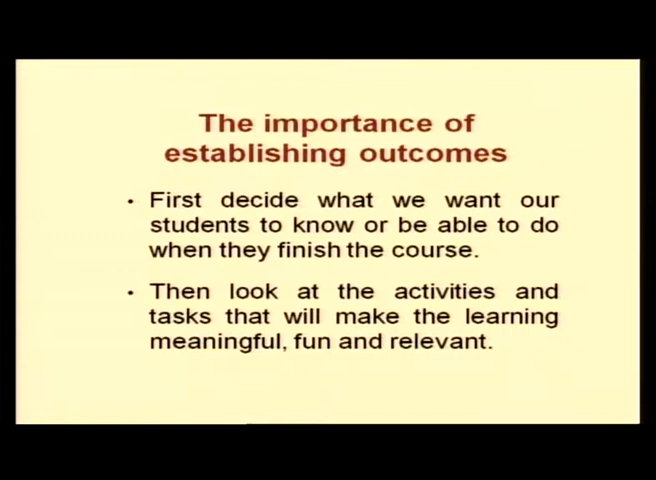 The importance of
establishing outcomes
• First decide what we want our
students to know or be able to do
when they finish the course.
• Then look at the activities and
tasks that will make the learning
meaningful, fun and relevant.